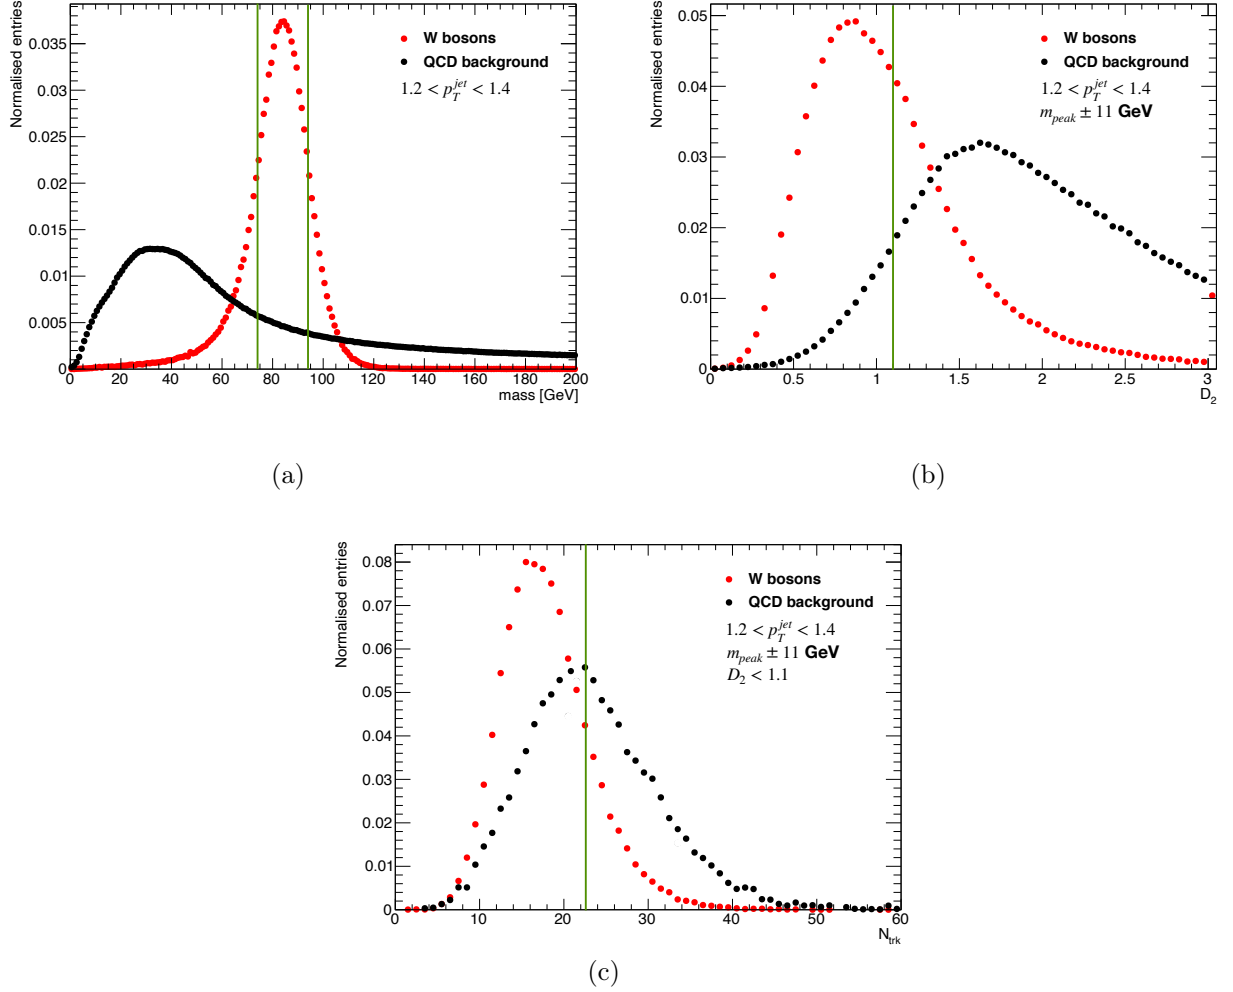 Normalised entries
0.035
0.03
0.025
0.02
0.015
0.01
0.005
0
W bosons
QCD background
1.2 < p_T^{jet} < 1.4
0 20 40 60 80 100 120 140 160 180 200
mass [GeV]
(a)
Normalised entries
0.05
0.04
0.03
0.02
0.01
0
W bosons
QCD background
1.2 < p_T^{jet} < 1.4
m_{peak} ± 11 GeV
0 0.5 1 1.5 2 2.5 3
D_2
(b)
Normalised entries
0.08
0.07
0.06
0.05
0.04
0.03
0.02
0.01
0
W bosons
QCD background
1.2 < p_T^{jet} < 1.4
m_{peak} ± 11 GeV
D_2 < 1.1
0 10 20 30 40 50 60
N_{trk}
(c)